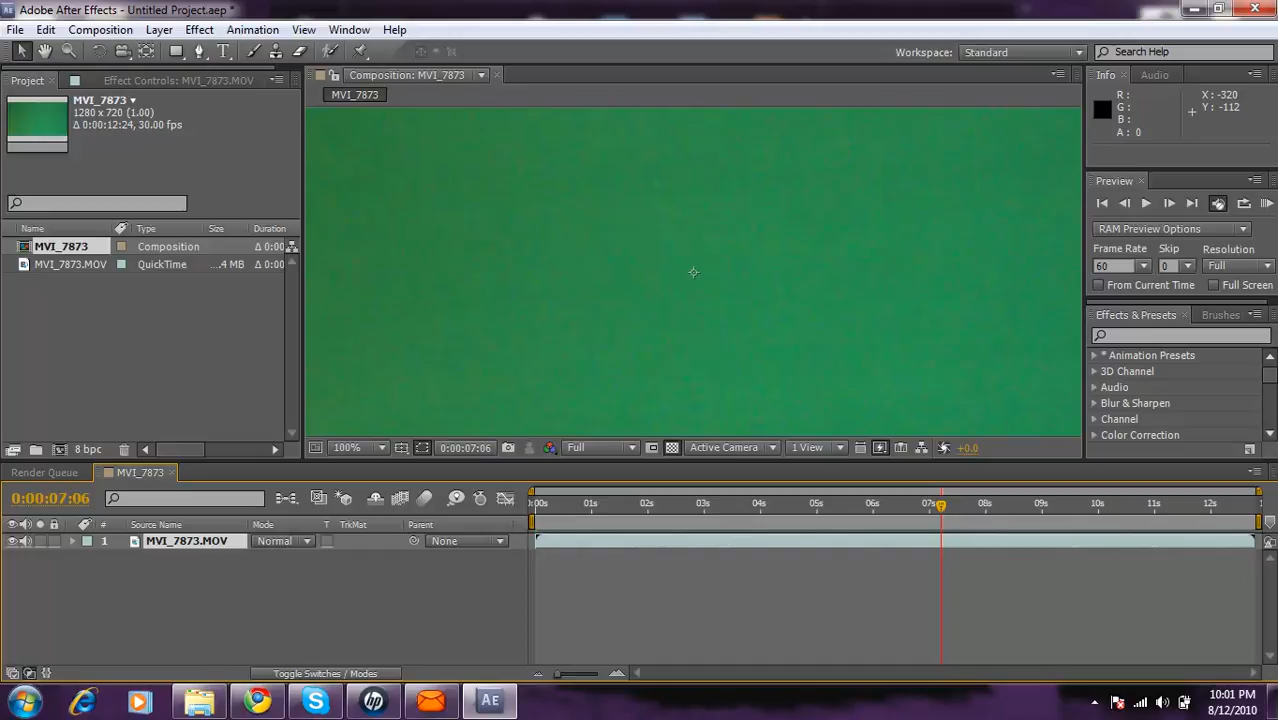 Adobe After Effects - Untitled Project.aep *
File Edit Composition Layer Effect Animation View Window Help
Workspace: Standard Search Help
Project Effect Controls: MVI_7873.MOV
MVI_7873
1280 x 720 (1.00)
Δ 0:00:12:24, 30.00 fps
Name Type Size Duration
MVI_7873 Composition Δ 0:00
MVI_7873.MOV QuickTime ....4 MB Δ 0:00
8 bpc
Composition: MVI_7873
MVI_7873
100% 0:00:07:06 Full Active Camera 1 View +0.0
Info Audio
R : X : -320
G : Y : -112
B :
A : 0
Preview
RAM Preview Options
Frame Rate Skip Resolution
60 0 Full
From Current Time Full Screen
Effects & Presets Brushes
* Animation Presets
3D Channel
Audio
Blur & Sharpen
Channel
Color Correction
Render Queue MVI_7873
0:00:07:06
:00s 01s 02s 03s 04s 05s 06s 07s 08s 09s 10s 11s 12s 1
# Source Name Mode T TrkMat Parent
1 MVI_7873.MOV Normal None
Toggle Switches / Modes
Ae
10:01 PM
8/12/2010